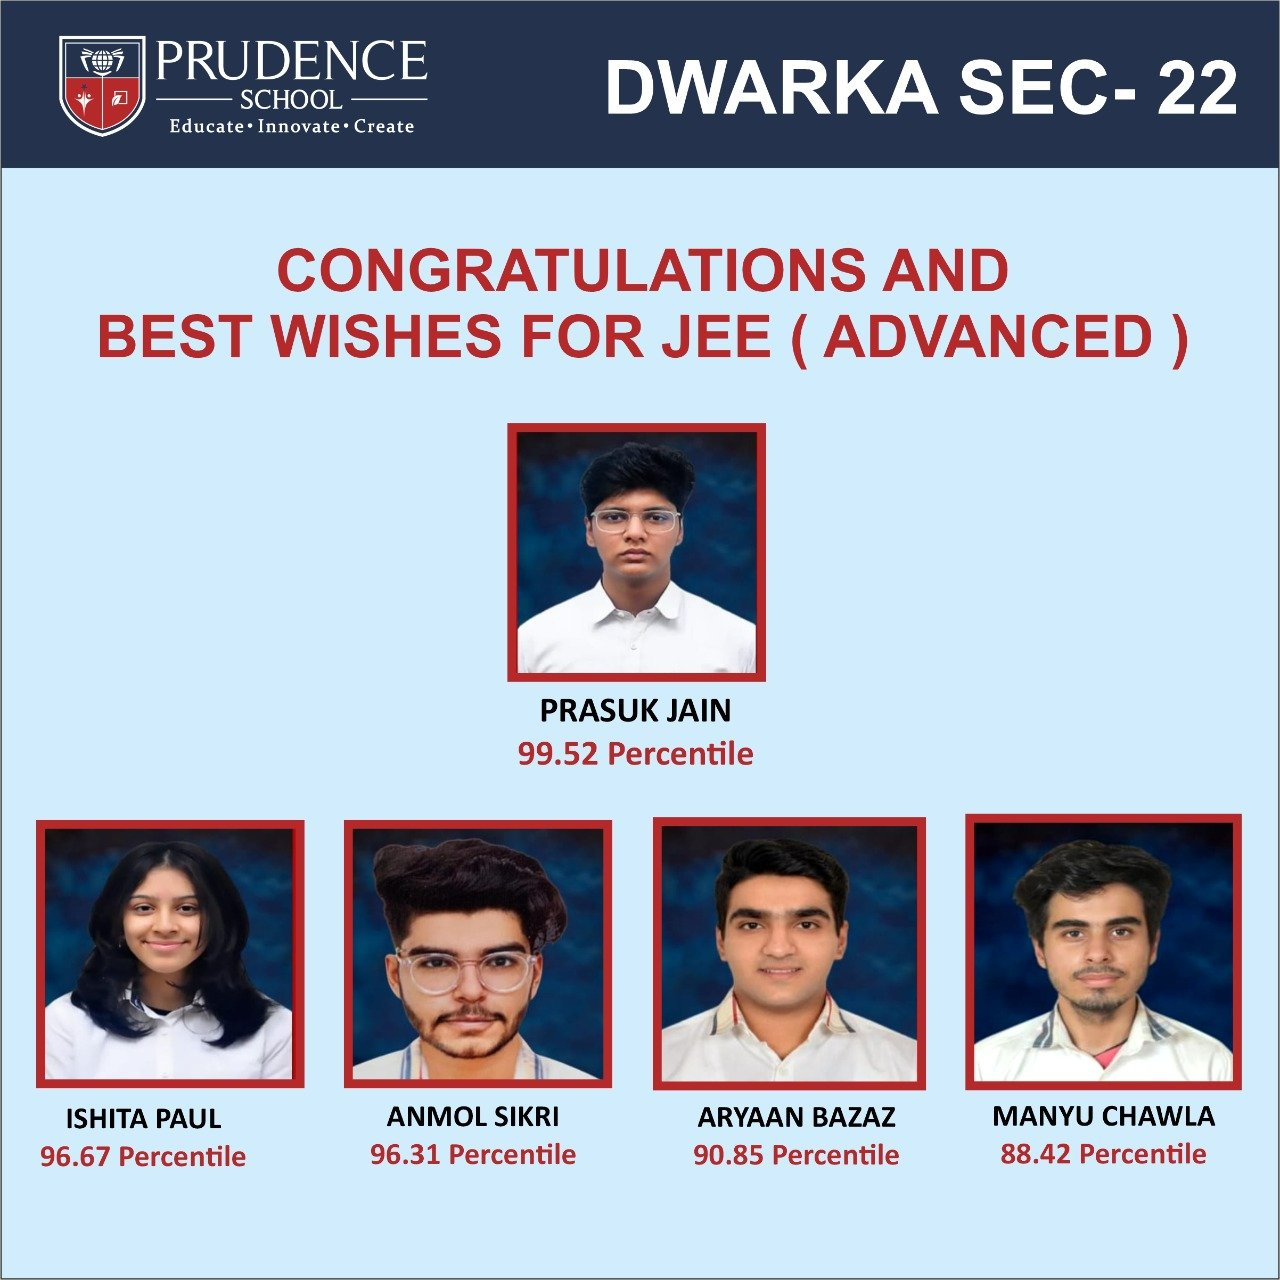 PRUDENCE
SCHOOL
Educate • Innovate • Create
DWARKA SEC- 22
CONGRATULATIONS AND
BEST WISHES FOR JEE ( ADVANCED )
PRASUK JAIN
99.52 Percentile
ISHITA PAUL
96.67 Percentile
ANMOL SIKRI
96.31 Percentile
ARYAAN BAZAZ
90.85 Percentile
MANYU CHAWLA
88.42 Percentile